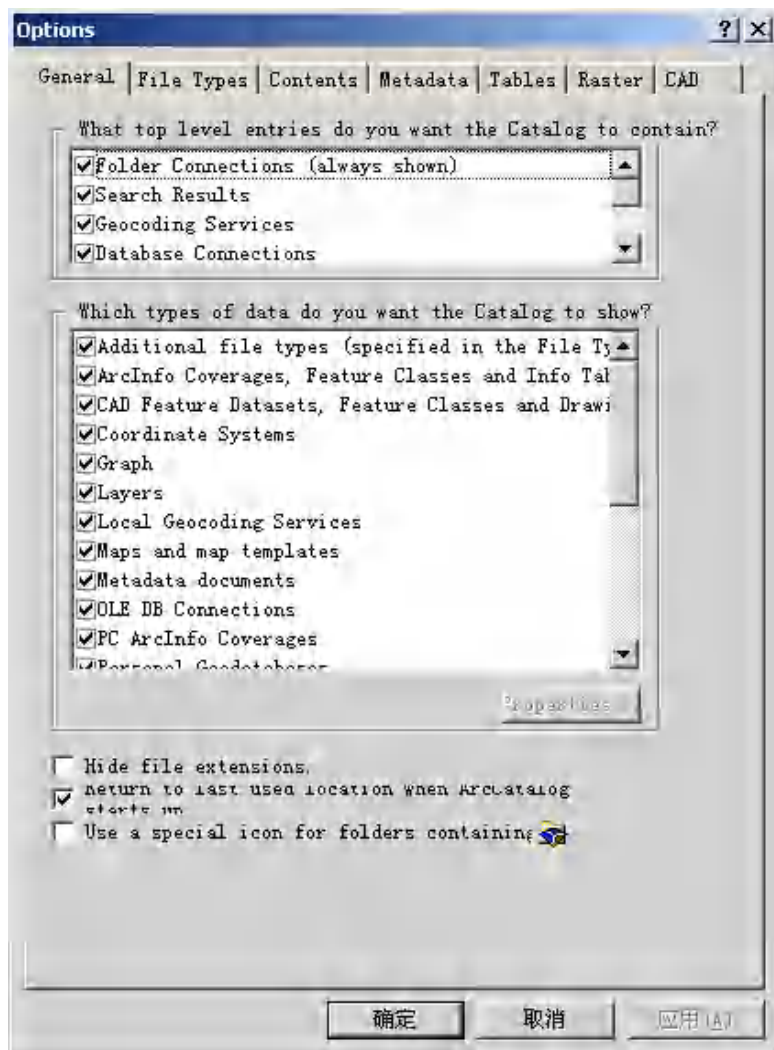 Options
General File Types Contents Metadata Tables Raster CAD
What top level entries do you want the Catalog to contain?
Folder Connections (always shown)
Search Results
Geocoding Services
Database Connections
Which types of data do you want the Catalog to show?
Additional file types (specified in the File Ty
ArcInfo Coverages, Feature Classes and Info Tab
CAD Feature Datasets, Feature Classes and Drawi
Coordinate Systems
Graph
Layers
Local Geocoding Services
Maps and map templates
Metadata documents
OLE DB Connections
PC ArcInfo Coverages
Personal Geodatabases
Properties
Hide file extensions.
Return to last used location when ArcCatalog
starts up
Use a special icon for folders containing
确定 取消 应用(A)